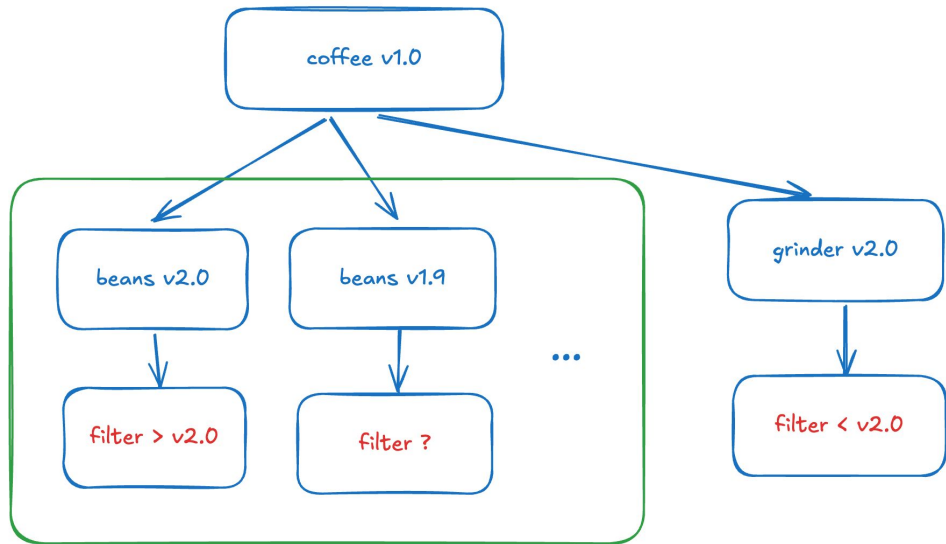 coffee v1.0
beans v2.0
beans v1.9
grinder v2.0
...
filter > v2.0
filter ?
filter < v2.0